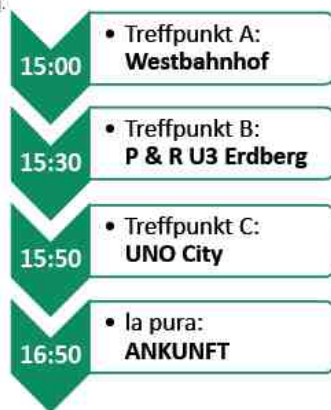 15:00
• Treffpunkt A:
Westbahnhof
15:30
• Treffpunkt B:
P & R U3 Erdberg
15:50
• Treffpunkt C:
UNO City
16:50
• la pura:
ANKUNFT